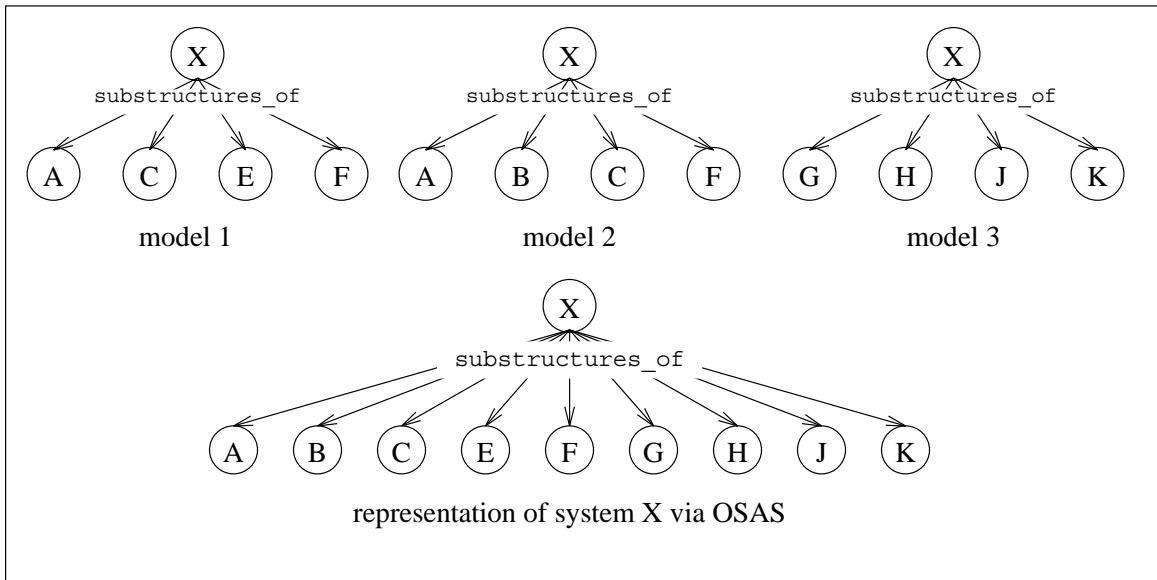 X X X
substructures_of substructures_of substructures_of
A C E F A B C F G H J K
model 1 model 2 model 3
X
substructures_of
A B C E F G H J K
representation of system X via OSAS